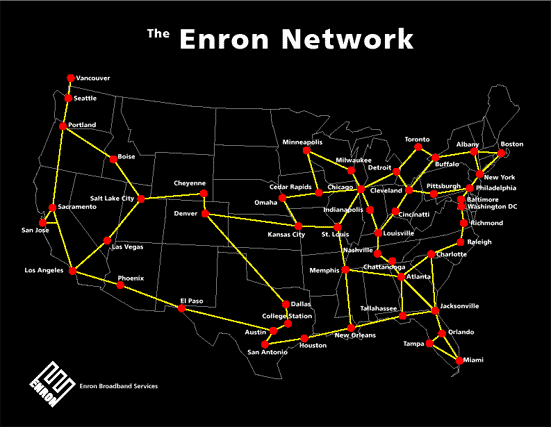 The Enron Network
Vancouver
Seattle
Portland
Boise
Salt Lake City
Cheyenne
Denver
Sacramento
San Jose
Las Vegas
Los Angeles
Phoenix
El Paso
Minneapolis
Milwaukee
Cedar Rapids
Chicago
Omaha
Indianapolis
Kansas City
St. Louis
Detroit
Toronto
Cleveland
Buffalo
Albany
Boston
New York
Pittsburgh
Philadelphia
Baltimore
Washington DC
Cincinatti
Louisville
Richmond
Raleigh
Nashville
Chattanoga
Charlotte
Memphis
Atlanta
Dallas
College Station
Austin
San Antonio
Houston
New Orleans
Tallahassee
Jacksonville
Orlando
Tampa
Miami
ENRON
Enron Broadband Services